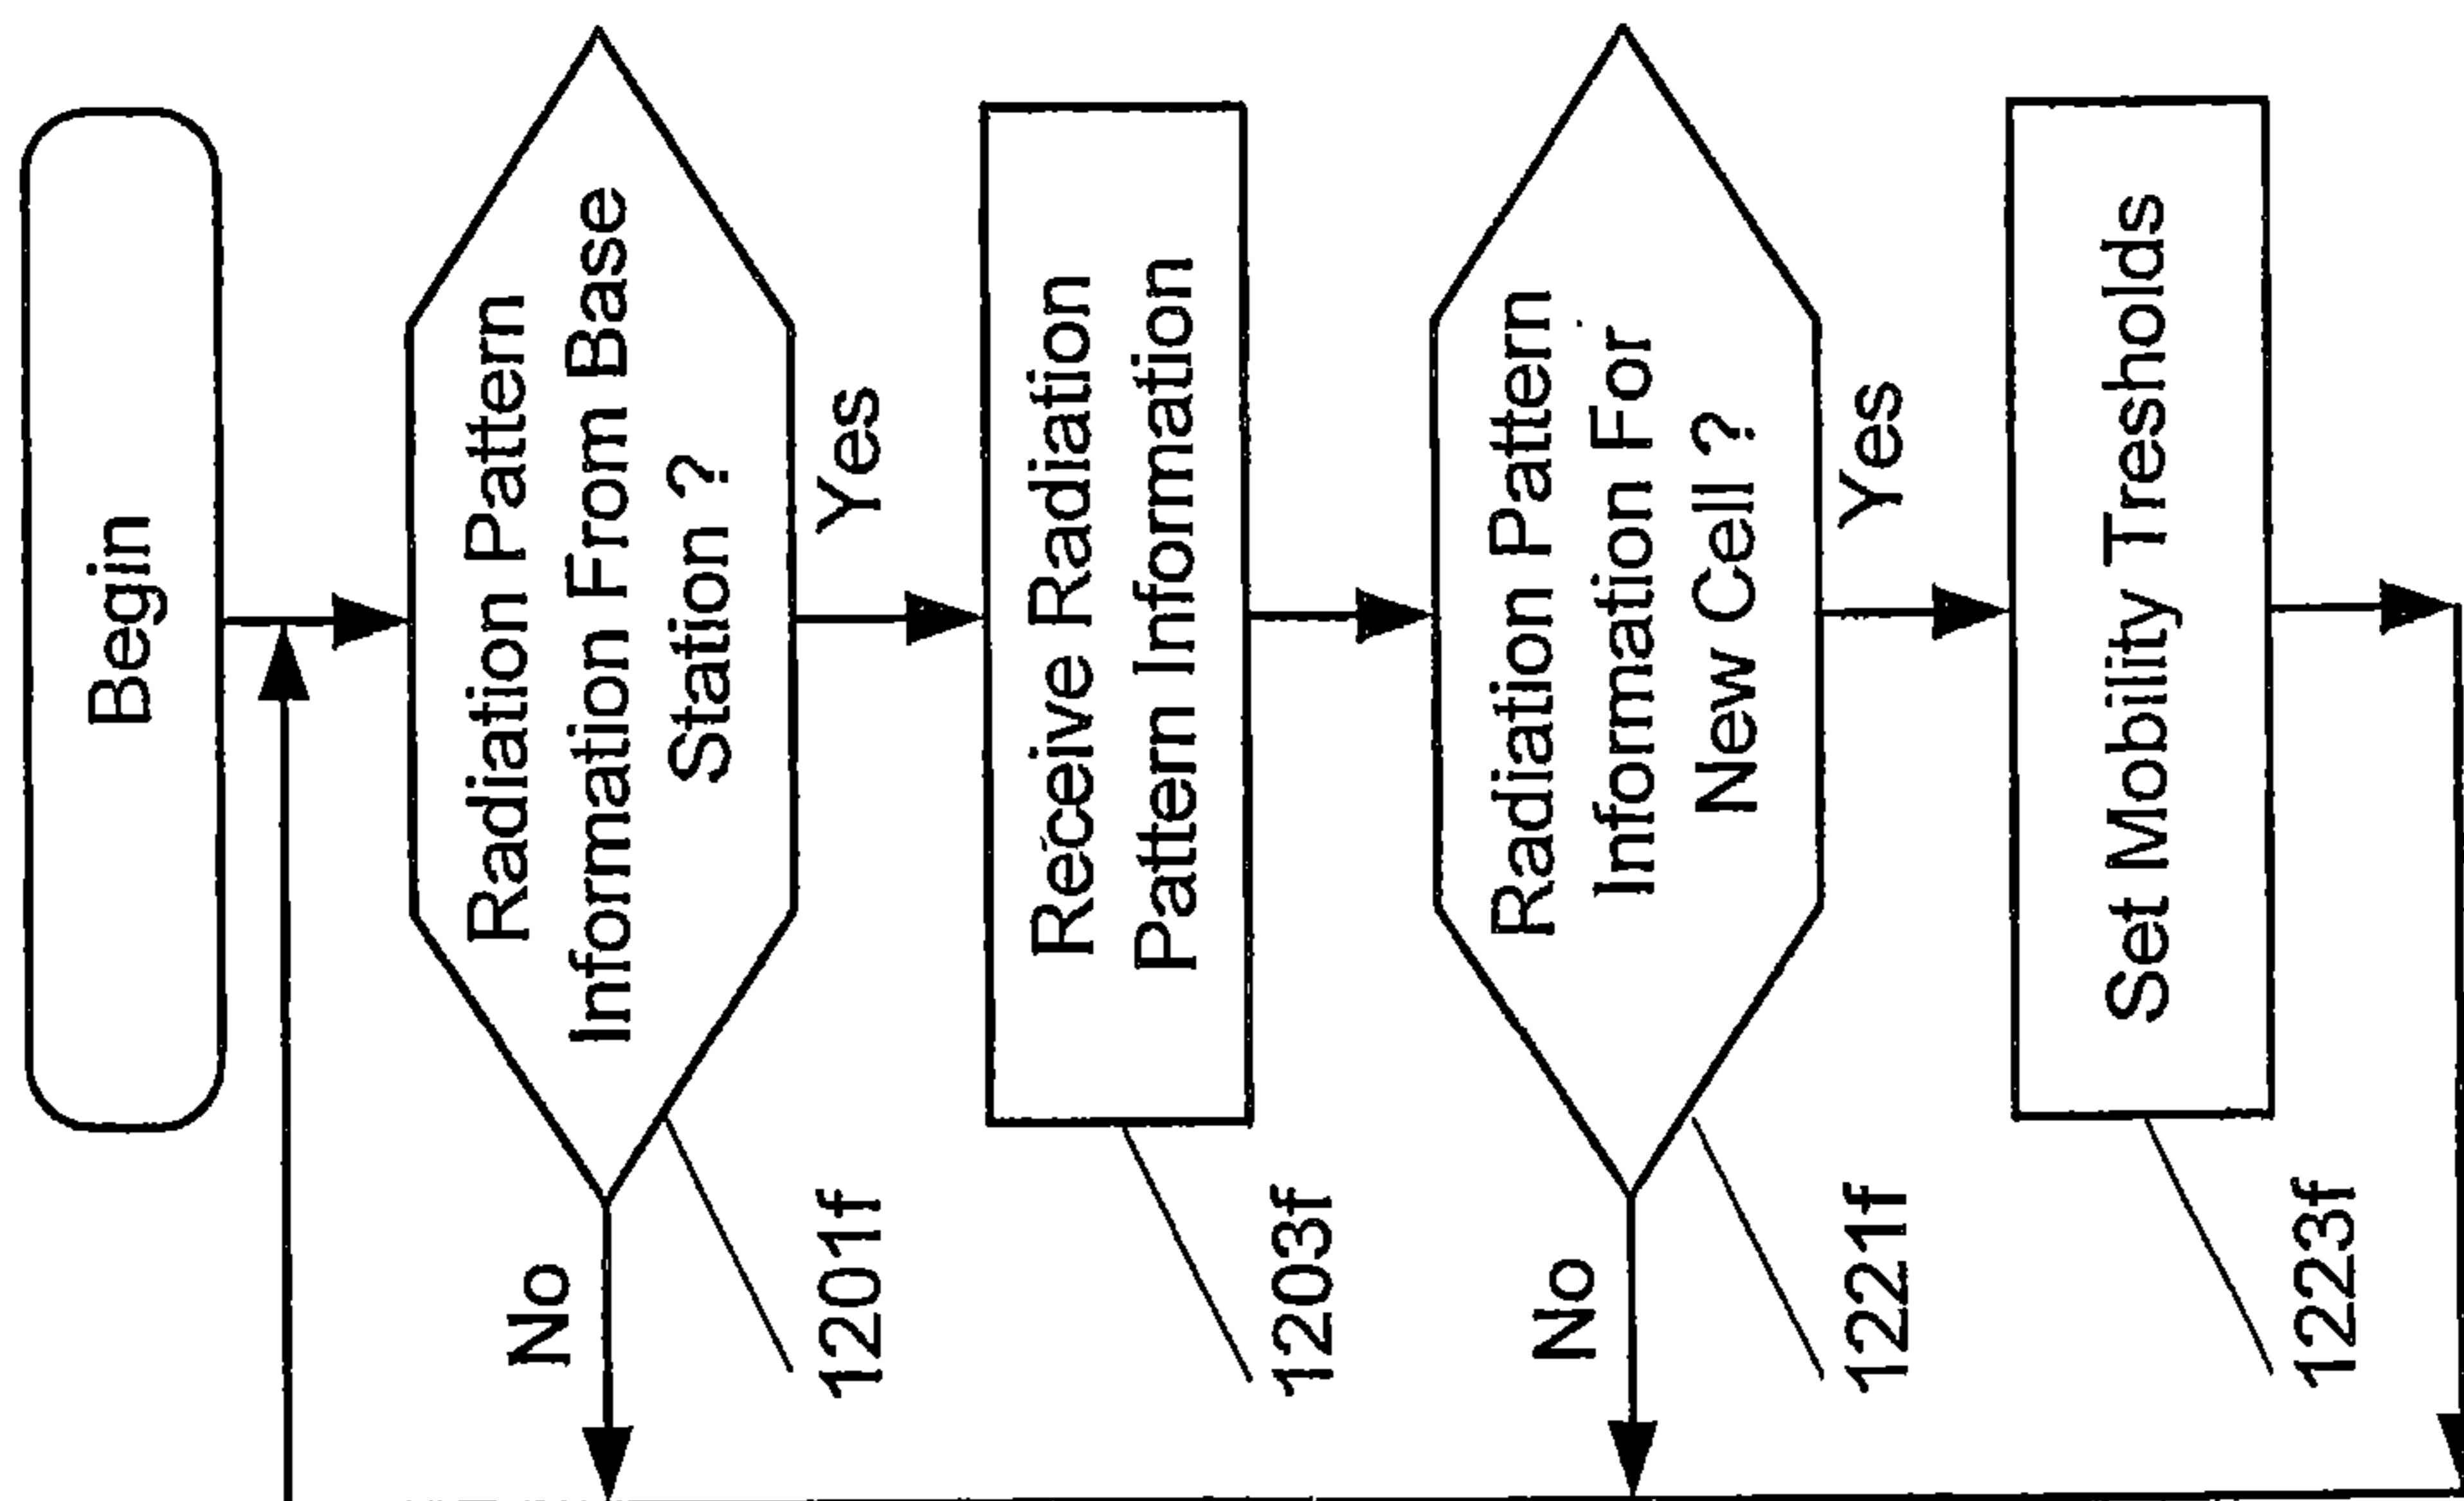 Begin
Radiation Pattern
Information From Base
Station ?
No
Yes
1201f
Receive Radiation
Pattern Information
1203f
Radiation Pattern
Information For
New Cell ?
No
Yes
1221f
Set Mobility Tresholds
1223f